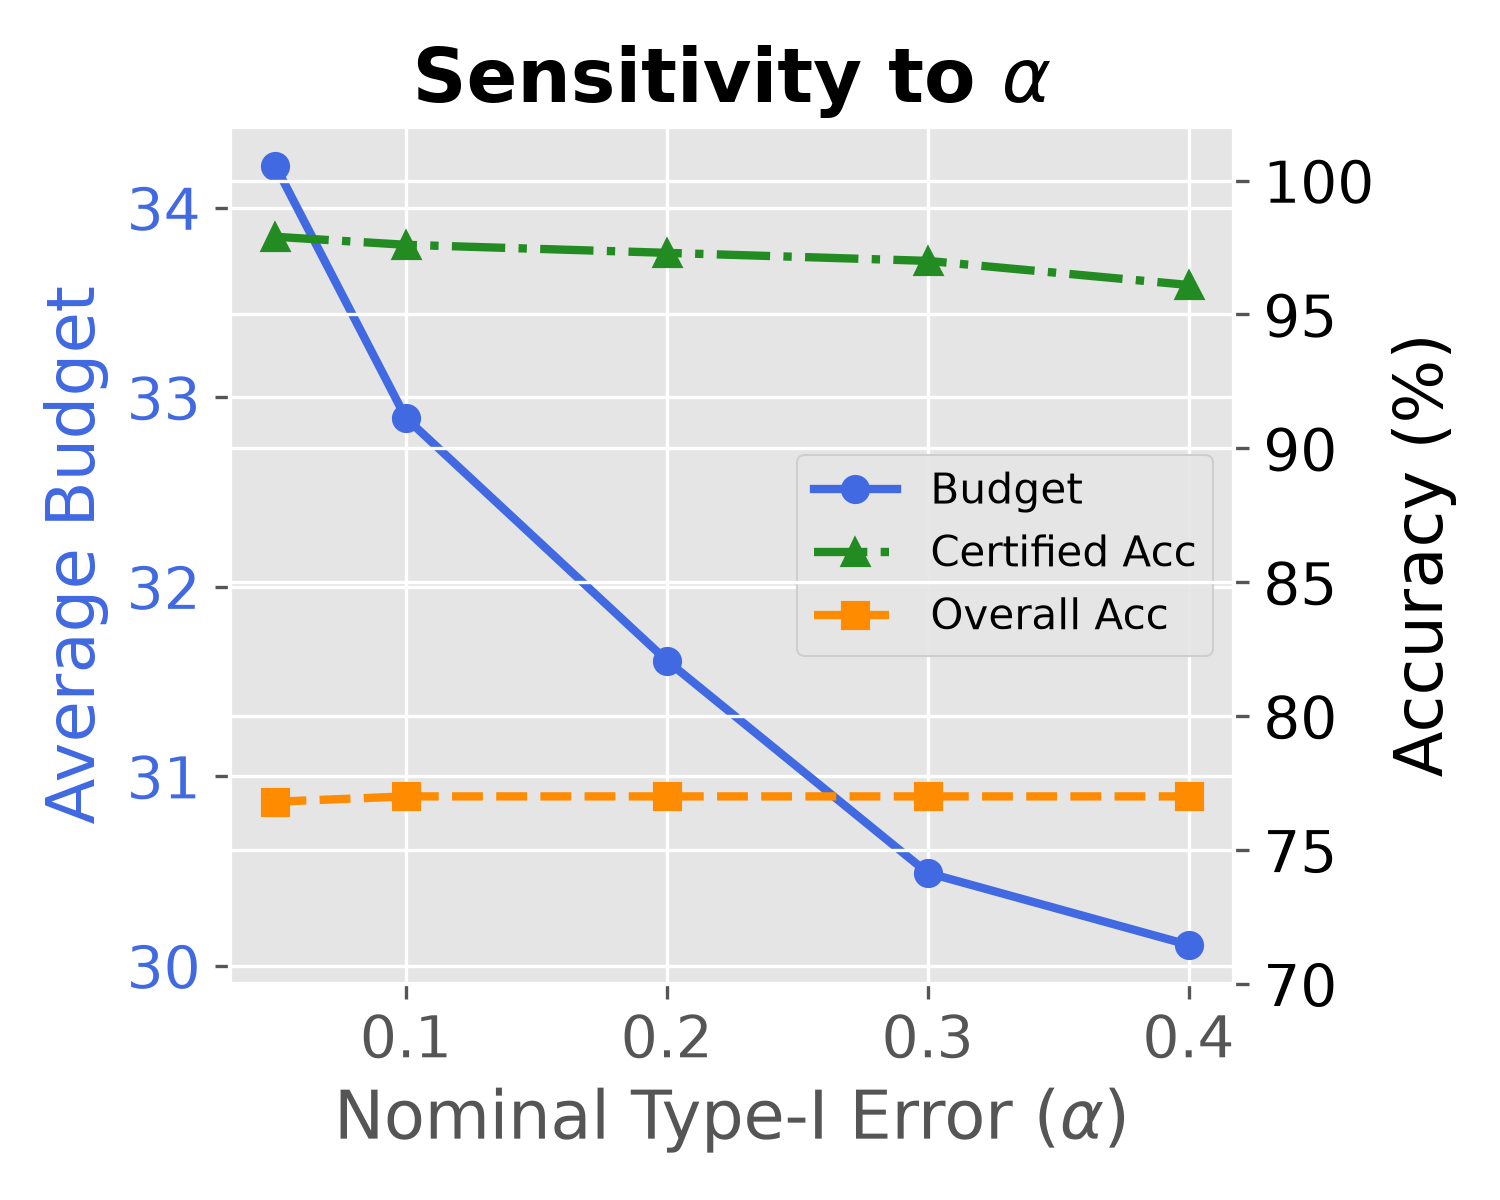 Sensitivity to α
Average Budget
34
33
32
31
30
100
95
90
85
80
75
70
Accuracy (%)
Budget
Certified Acc
Overall Acc
0.1 0.2 0.3 0.4
Nominal Type-I Error (α)